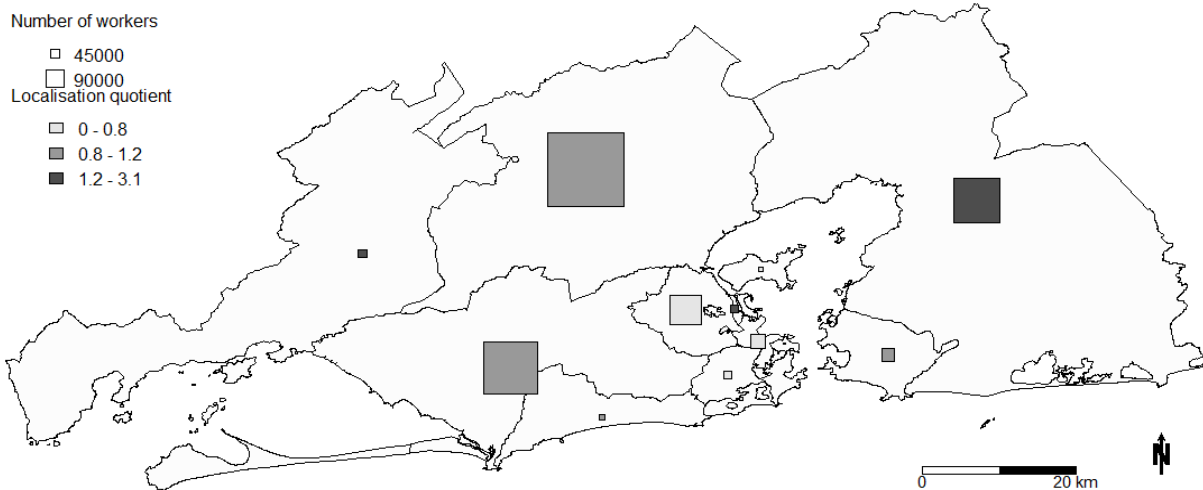 Number of workers
45000
90000
Localisation quotient
0 - 0.8
0.8 - 1.2
1.2 - 3.1
N
0 20 km